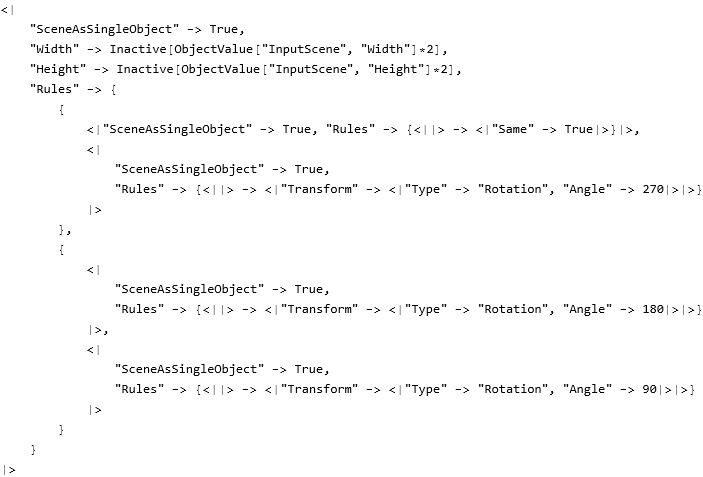 <|
    "SceneAsSingleObject" -> True,
    "Width" -> Inactive[ObjectValue["InputScene", "Width"]*2],
    "Height" -> Inactive[ObjectValue["InputScene", "Height"]*2],
    "Rules" -> {
        {
            <|"SceneAsSingleObject" -> True, "Rules" -> {<||> -> <|"Same" -> True|>}|>,
            <|
                "SceneAsSingleObject" -> True,
                "Rules" -> {<||> -> <|"Transform" -> <|"Type" -> "Rotation", "Angle" -> 270|>|>}
            |>
        },
        {
            <|
                "SceneAsSingleObject" -> True,
                "Rules" -> {<||> -> <|"Transform" -> <|"Type" -> "Rotation", "Angle" -> 180|>|>}
            |>,
            <|
                "SceneAsSingleObject" -> True,
                "Rules" -> {<||> -> <|"Transform" -> <|"Type" -> "Rotation", "Angle" -> 90|>|>}
            |>
        }
    }
|>